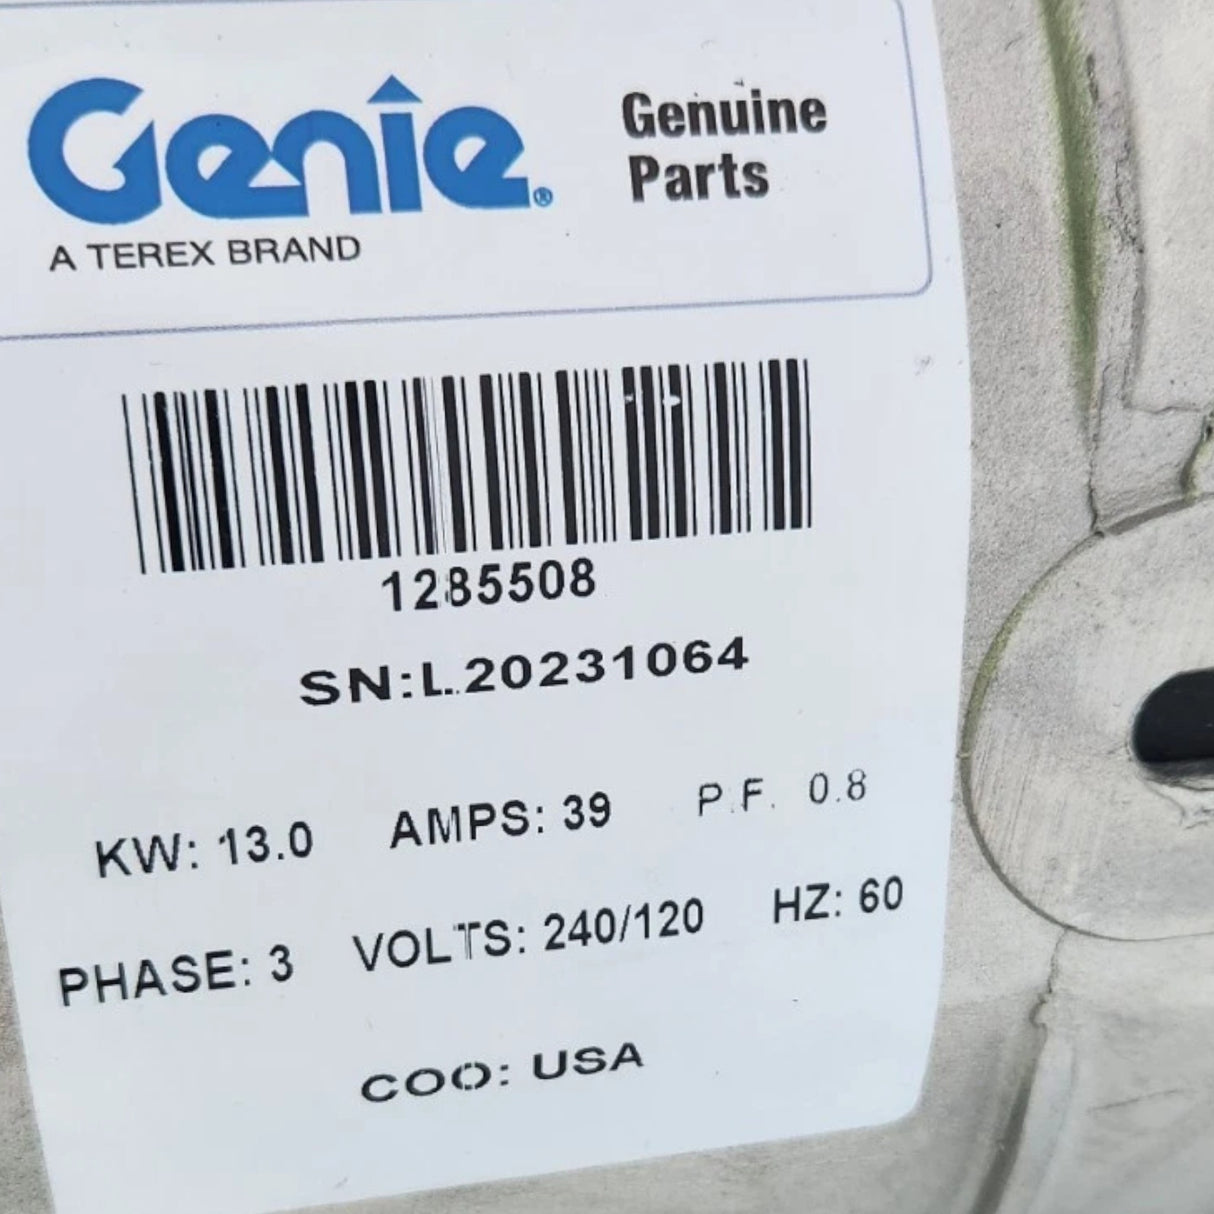 Genie®
Genuine
Parts
A TEREX BRAND
1285508
SN:L.20231064
KW: 13.0 AMPS: 39 P.F. 0.8
PHASE: 3 VOLTS: 240/120 HZ: 60
COO: USA